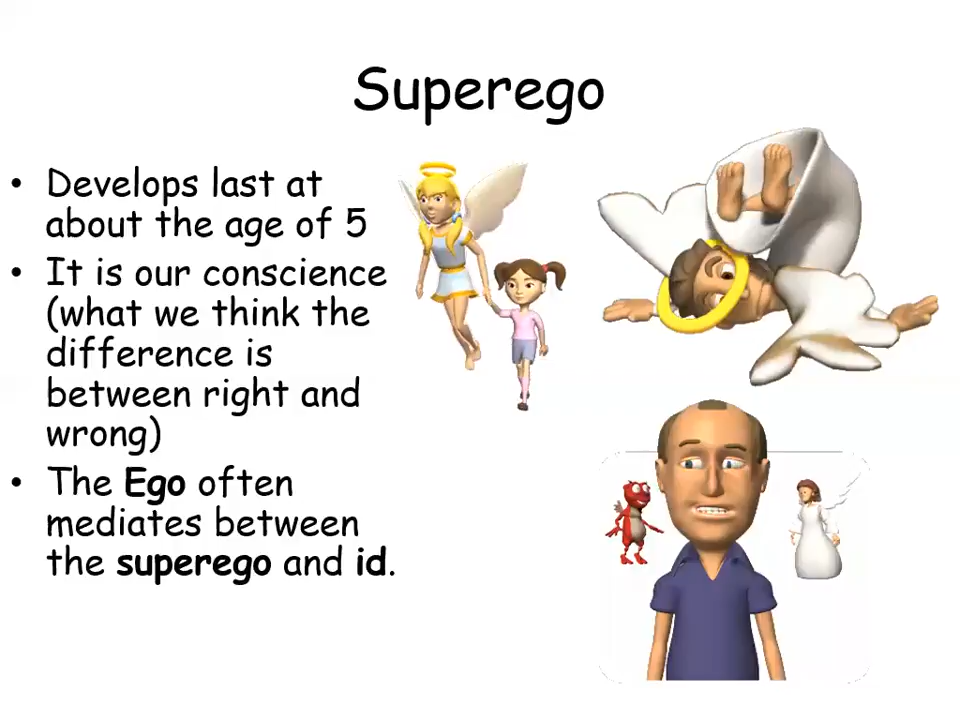 Superego
• Develops last at
about the age of 5
• It is our conscience
(what we think the
difference is
between right and
wrong)
• The Ego often
mediates between
the superego and id.